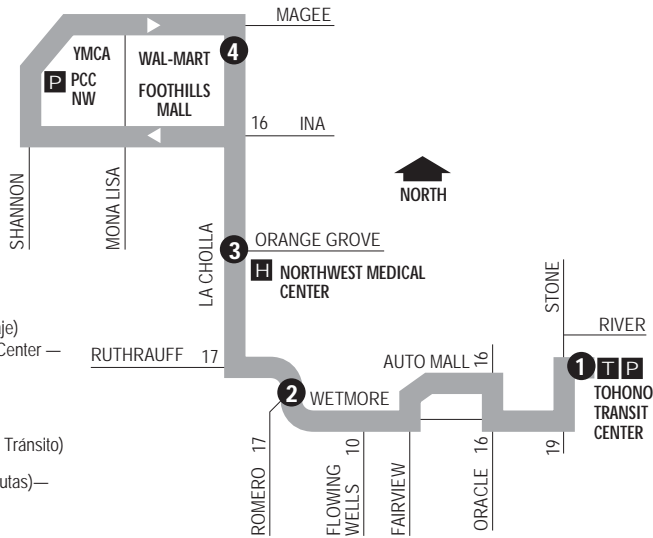 MAGEE
4
YMCA
WAL-MART
P PCC
NW
FOOTHILLS
MALL
16 INA
SHANNON
MONA LISA
NORTH
LA CHOLLA
3 ORANGE GROVE
H NORTHWEST MEDICAL
CENTER
STONE
je)
Center —
RUTHRAUFF 17
RIVER
AUTO MALL 16
1 T P
TOHONO
TRANSIT
CENTER
2 WETMORE
Tránsito)
utas)—
ROMERO 17
FLOWING
WELLS 10
FAIRVIEW
ORACLE 16
19